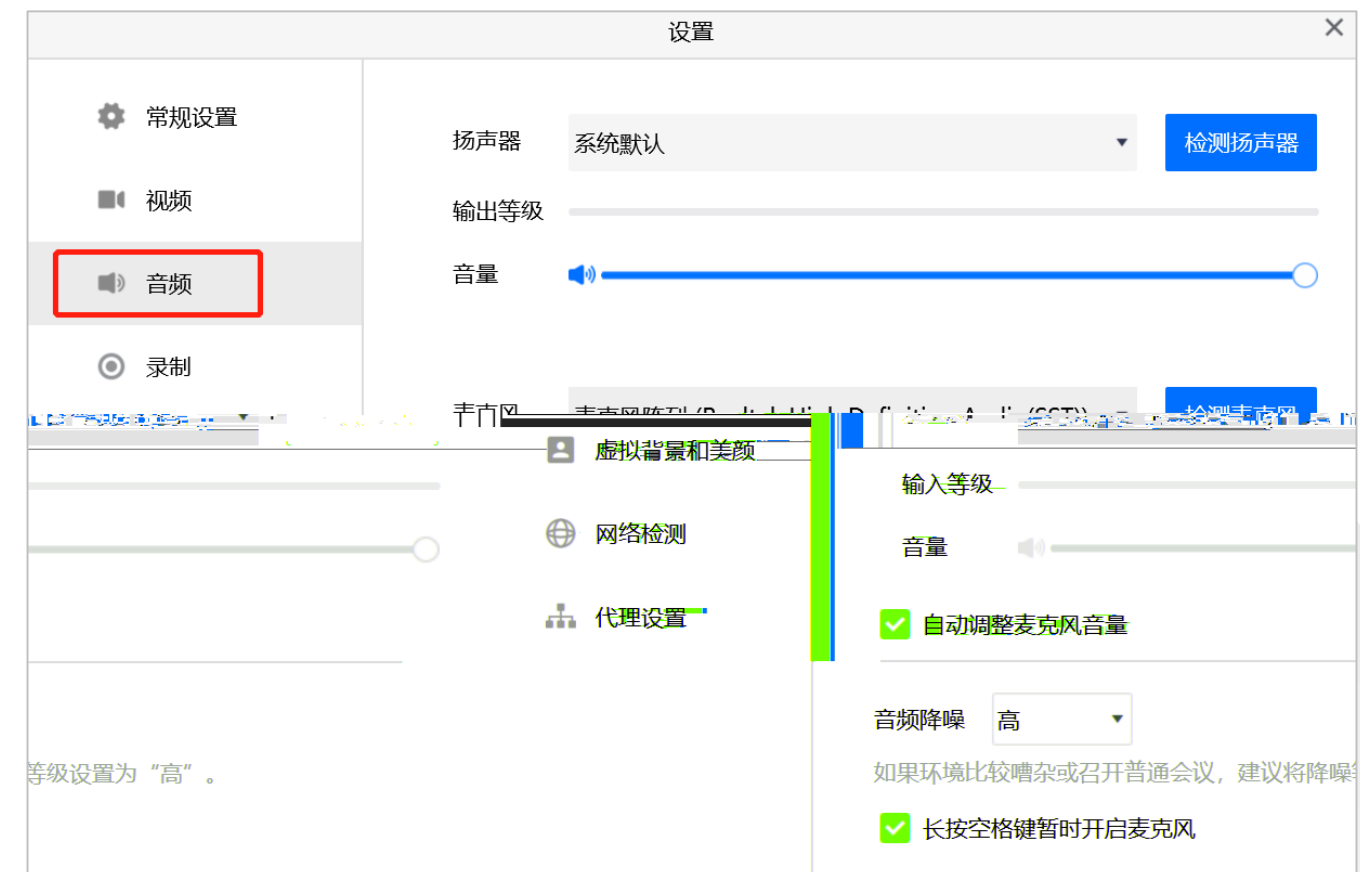 设置
常规设置
视频
音频
录制
扬声器
系统默认
检测扬声器
输出等级
音量
虚拟背景和美颜
网络检测
代理设置
输入等级
音量
自动调整麦克风音量
音频降噪
高
如果环境比较嘈杂或召开普通会议，建议将降噪
等级设置为“高”。
长按空格键暂时开启麦克风